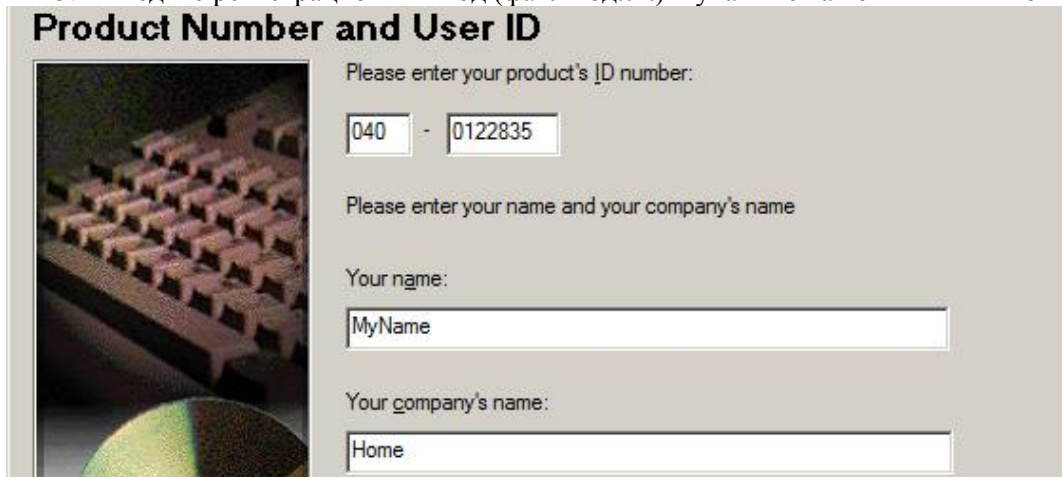 Product Number and User ID
Please enter your product's ID number:
040 - 0122835
Please enter your name and your company's name
Your name:
MyName
Your company's name:
Home